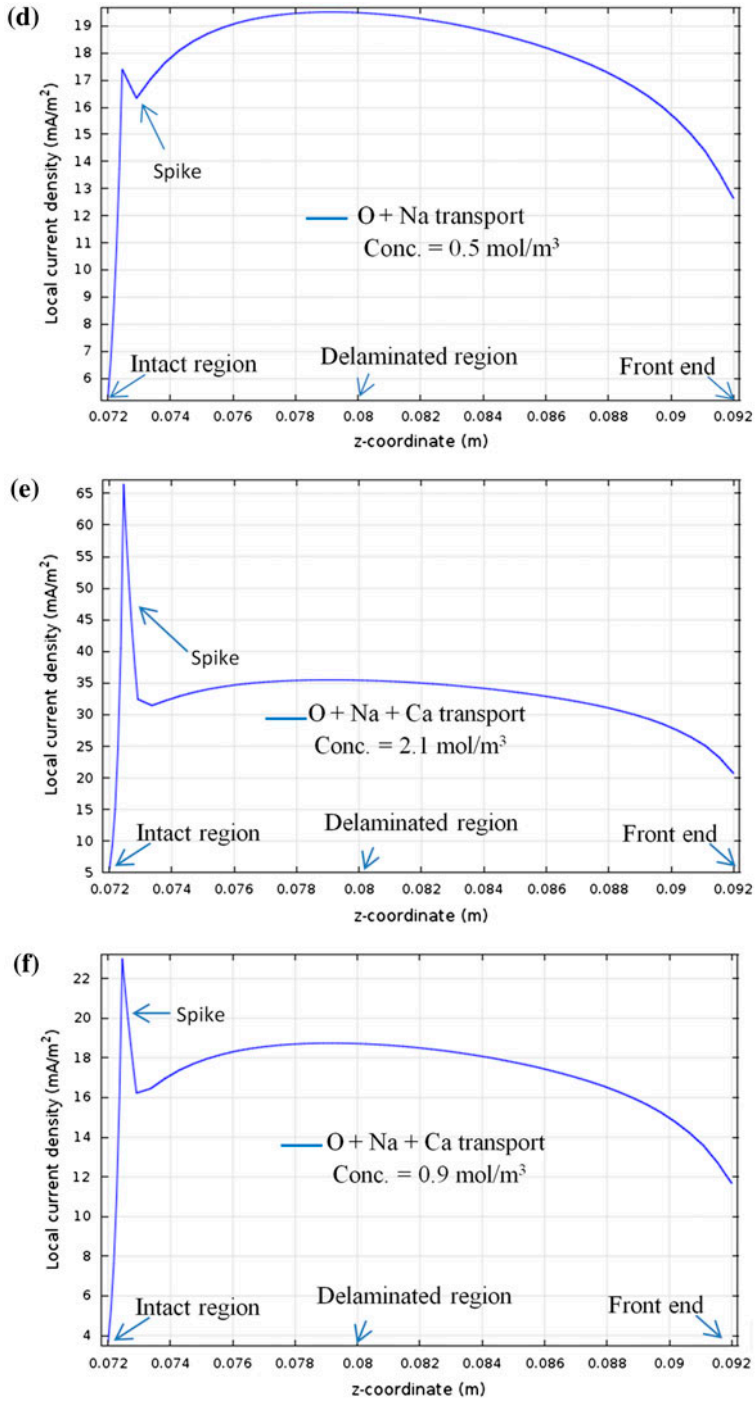 (d)
19
18
17
16
15
14
13
12
11
10
9
8
7
6
Local current density (mA/m²)
Spike
O + Na transport
Conc. = 0.5 mol/m³
Intact region
Delaminated region
Front end
0.072 0.074 0.076 0.078 0.08 0.082 0.084 0.086 0.088 0.09 0.092
z-coordinate (m)
(e)
65
60
55
50
45
40
35
30
25
20
15
10
5
Local current density (mA/m²)
Spike
O + Na + Ca transport
Conc. = 2.1 mol/m³
Intact region
Delaminated region
Front end
0.072 0.074 0.076 0.078 0.08 0.082 0.084 0.086 0.088 0.09 0.092
z-coordinate (m)
(f)
22
20
18
16
14
12
10
8
6
4
Local current density (mA/m²)
Spike
O + Na + Ca transport
Conc. = 0.9 mol/m³
Intact region
Delaminated region
Front end
0.072 0.074 0.076 0.078 0.08 0.082 0.084 0.086 0.088 0.09 0.092
z-coordinate (m)